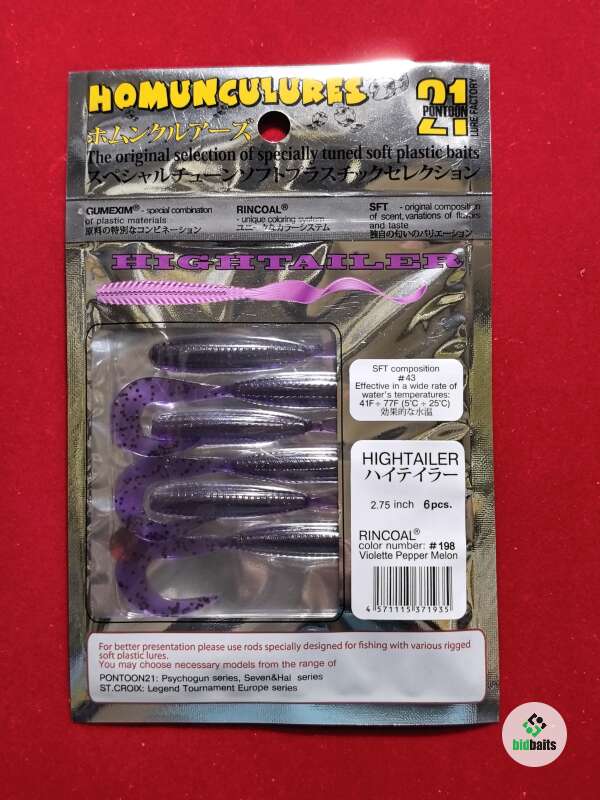 HOMUNCULURES
21
PONTOON
LURE FACTORY
ホムンクルアーズ
The original selection of specially tuned soft plastic baits
スペシャルチューンソフトプラスチックセレクション
GUMEXIM® - special combination
of plastic materials
原料の特別なコンビネーション
RINCOAL®
- unique coloring system
ユニークなカラーシステム
SFT - original composition
of scent, variations of flavors
and taste
独自の匂いのバリエーション
HIGHTAILER
SFT composition
#43
Effective in a wide rate of
water's temperatures:
41F÷77F (5℃ ÷ 25℃)
効果的な水温
HIGHTAILER
ハイテイラー
2.75 inch 6pcs.
RINCOAL®
color number: #198
Violette Pepper Melon
4 571115 371935
For better presentation please use rods specially designed for fishing with various rigged
soft plastic lures.
You may choose necessary models from the range of
PONTOON21: Psychogun series, Seven&Hal series
ST.CROIX: Legend Tournament Europe series
bidbaits